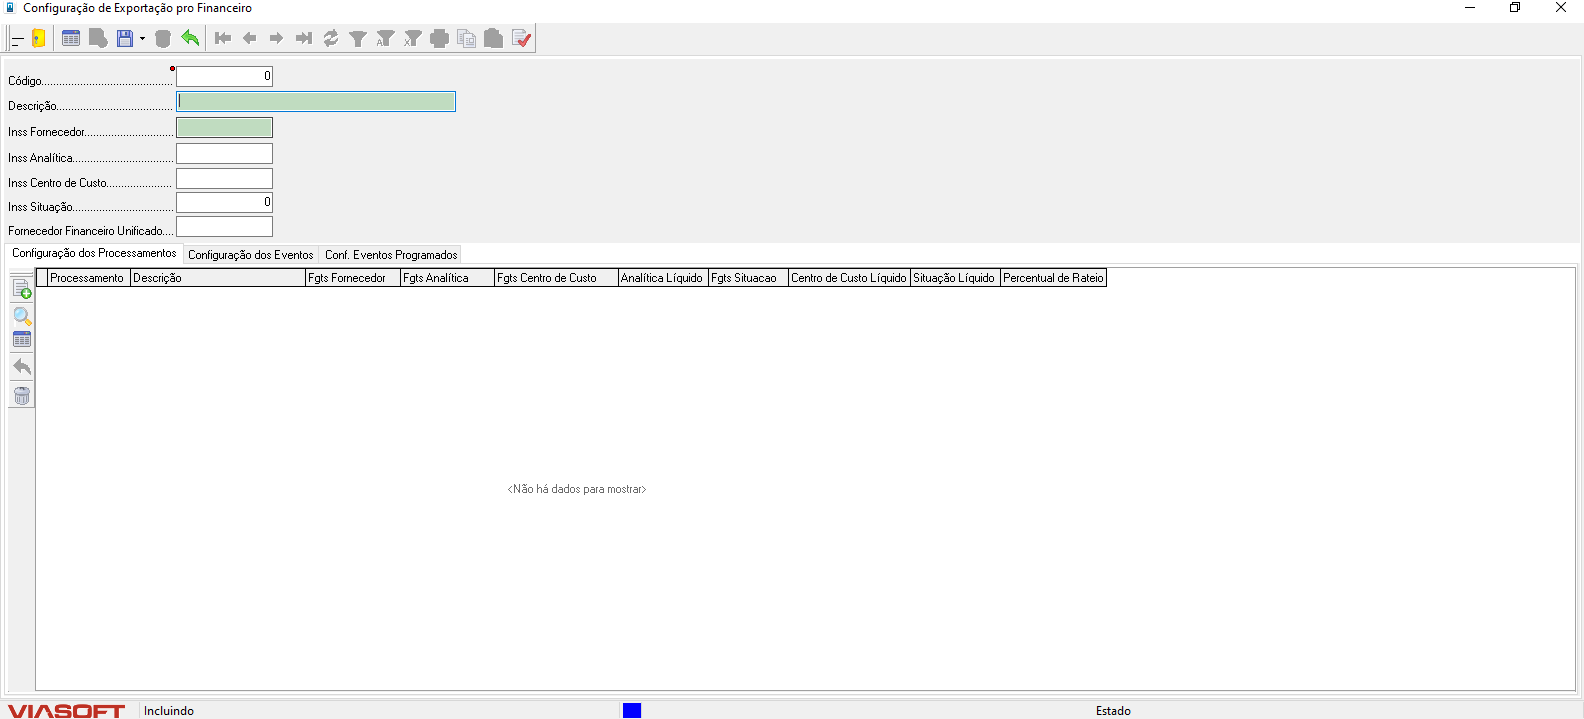 Configuração de Exportação pro Financeiro
Código............................................ 0
Descrição.......................................
Inss Fornecedor..............................
Inss Analítica..................................
Inss Centro de Custo......................
Inss Situação.................................. 0
Fornecedor Financeiro Unificado....
Configuração dos Processamentos Configuração dos Eventos Conf. Eventos Programados
Processamento Descrição Fgts Fornecedor Fgts Analítica Fgts Centro de Custo Analítica Líquido Fgts Situacao Centro de Custo Líquido Situação Líquido Percentual de Rateio
<Não há dados para mostrar>
VIASOFT Incluindo Estado